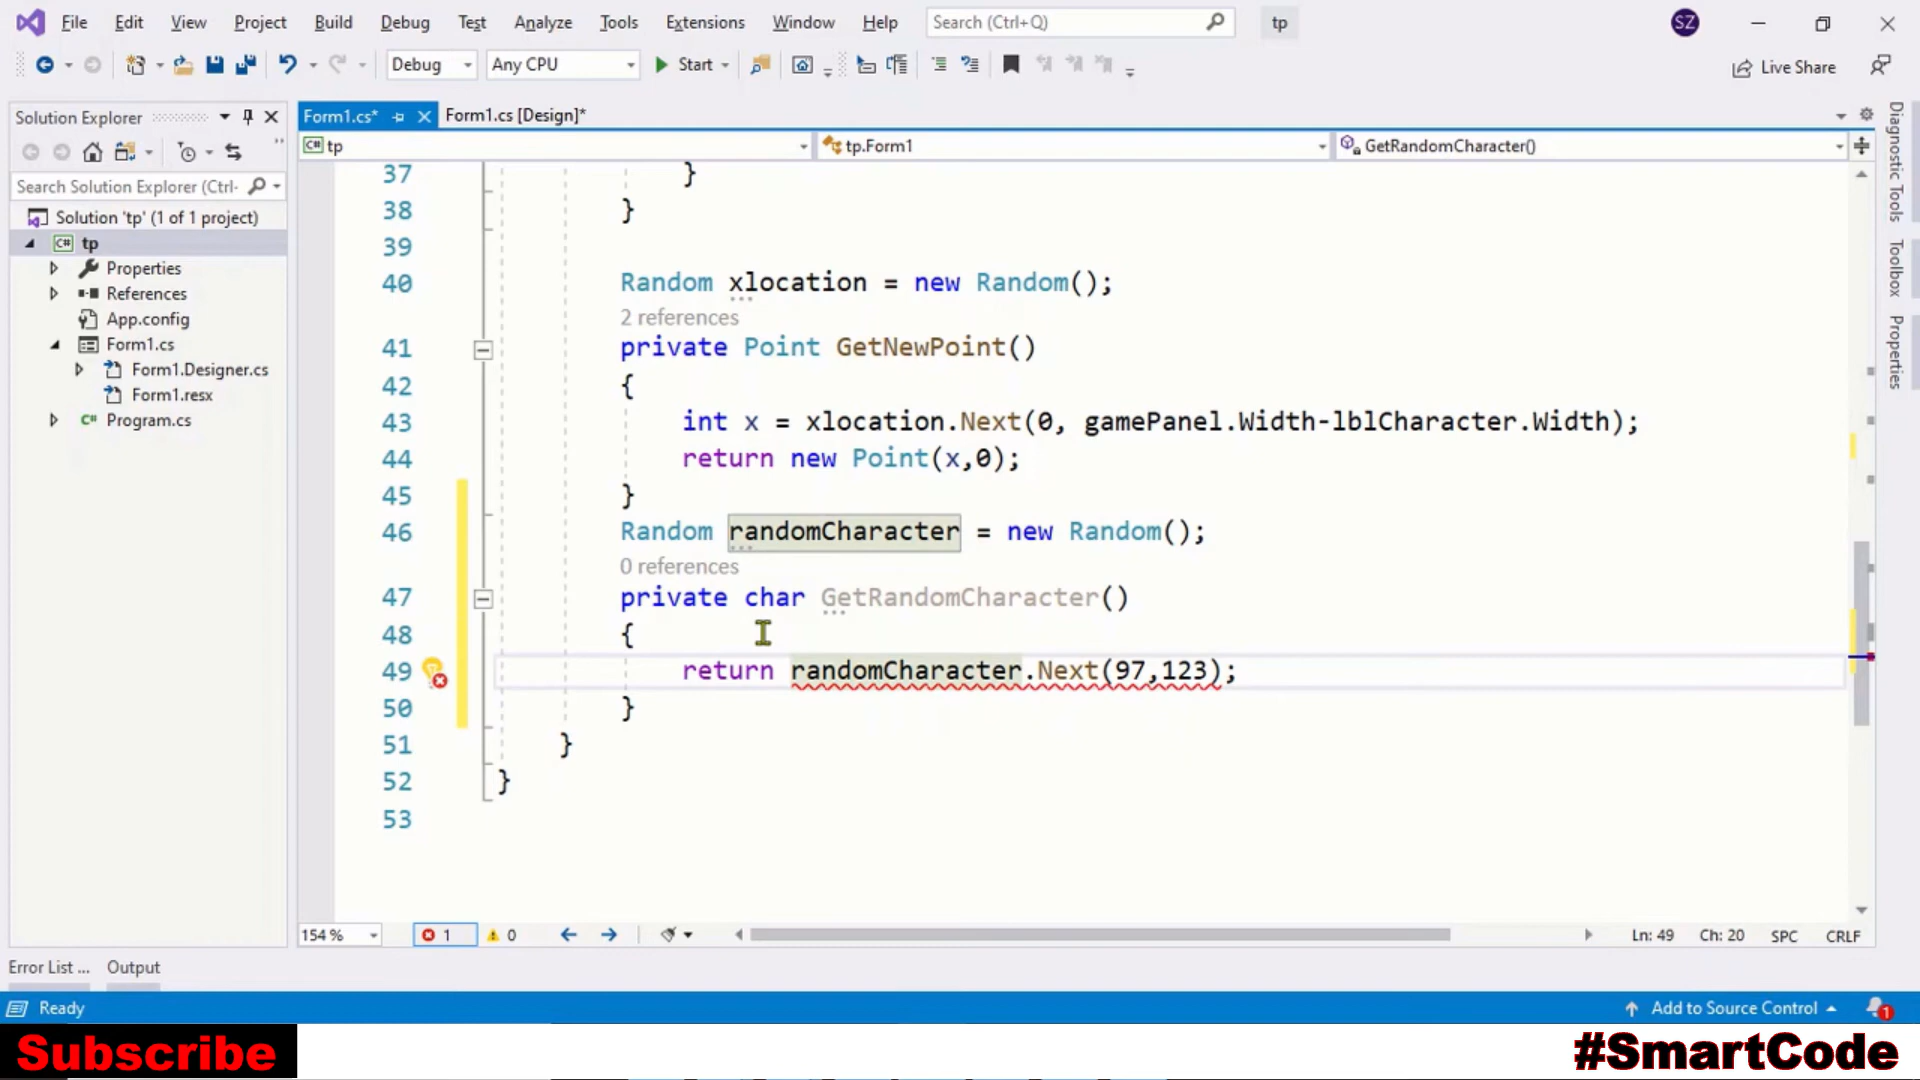 File Edit View Project Build Debug Test Analyze Tools Extensions Window Help Search (Ctrl+Q) tp SZ
Debug Any CPU Start Live Share
Solution Explorer
Search Solution Explorer (Ctrl-
Solution 'tp' (1 of 1 project)
C# tp
Properties
References
App.config
Form1.cs
Form1.Designer.cs
Form1.resx
C# Program.cs
Form1.cs* Form1.cs [Design]*
C# tp tp.Form1 GetRandomCharacter()
37 }
38 }
39
40 Random xlocation = new Random();
2 references
41 private Point GetNewPoint()
42 {
43 int x = xlocation.Next(0, gamePanel.Width-lblCharacter.Width);
44 return new Point(x,0);
45 }
46 Random randomCharacter = new Random();
0 references
47 private char GetRandomCharacter()
48 {
49 return randomCharacter.Next(97,123);
50 }
51 }
52 }
53
154 % 1 0 Ln: 49 Ch: 20 SPC CRLF
Diagnostic Tools
Toolbox
Properties
Error List ... Output
Ready Add to Source Control 1
Subscribe #SmartCode